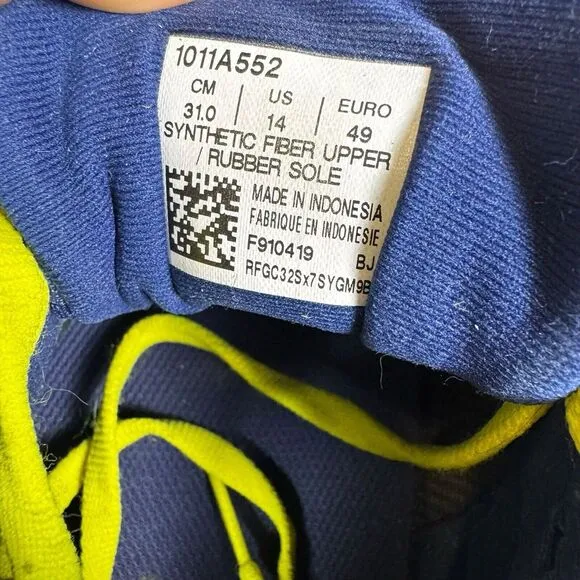 1011A552
CM | US | EURO
31.0 | 14 | 49
SYNTHETIC FIBER UPPER
/ RUBBER SOLE
MADE IN INDONESIA
FABRIQUE EN INDONESIE
F910419 BJ
RFGC32Sx7SYGM9B